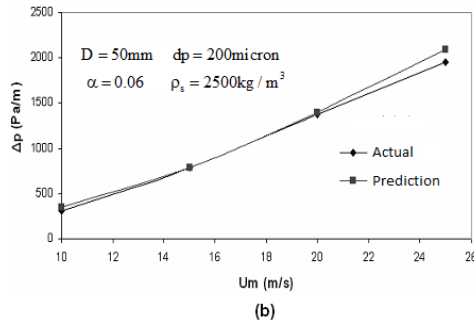 2500
2000
1500
1000
500
0
Δp (Pa/m)
D = 50mm dp = 200micron
α = 0.06 ρs = 2500kg / m³
Actual
Prediction
10 12 14 16 18 20 22 24 26
Um (m/s)
(b)